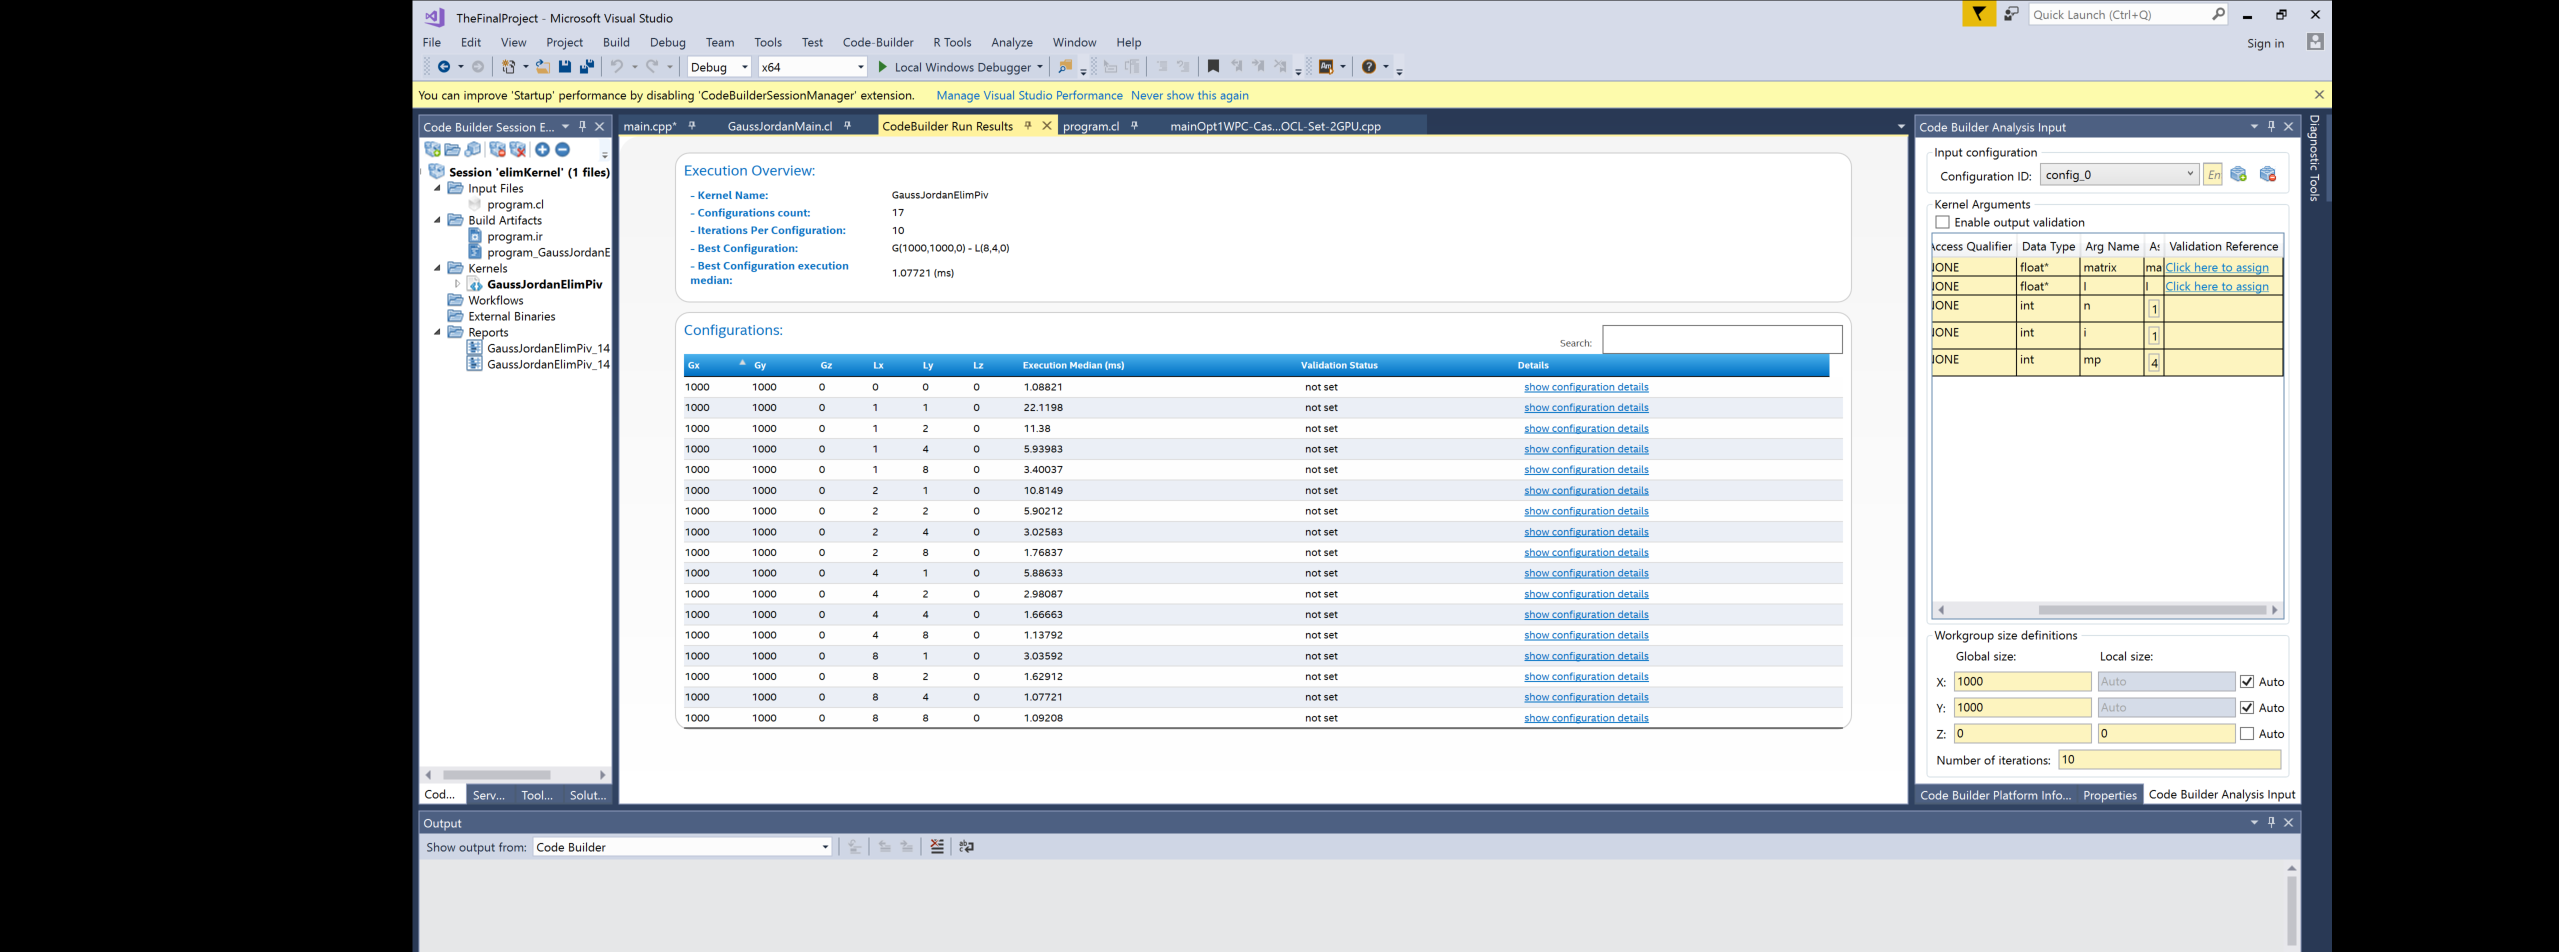 TheFinalProject - Microsoft Visual Studio
Quick Launch (Ctrl+Q)
File Edit View Project Build Debug Team Tools Test Code-Builder R Tools Analyze Window Help
Sign in
Debug x64 Local Windows Debugger
You can improve 'Startup' performance by disabling 'CodeBuilderSessionManager' extension. Manage Visual Studio Performance Never show this again
Code Builder Session E...
Session 'elimKernel' (1 files)
Input Files
program.cl
Build Artifacts
program.ir
program_GaussJordanE
Kernels
GaussJordanElimPiv
Workflows
External Binaries
Reports
GaussJordanElimPiv_14
GaussJordanElimPiv_14
Cod... Serv... Tool... Solut...
main.cpp* GaussJordanMain.cl CodeBuilder Run Results program.cl mainOpt1WPC-Cas...OCL-Set-2GPU.cpp
Execution Overview:
- Kernel Name: GaussJordanElimPiv
- Configurations count: 17
- Iterations Per Configuration: 10
- Best Configuration: G(1000,1000,0) - L(8,4,0)
- Best Configuration execution median: 1.07721 (ms)
Configurations:
Search:
Gx Gy Gz Lx Ly Lz Execution Median (ms) Validation Status Details
1000 1000 0 0 0 0 1.08821 not set show configuration details
1000 1000 0 1 1 0 22.1198 not set show configuration details
1000 1000 0 1 2 0 11.38 not set show configuration details
1000 1000 0 1 4 0 5.93983 not set show configuration details
1000 1000 0 1 8 0 3.40037 not set show configuration details
1000 1000 0 2 1 0 10.8149 not set show configuration details
1000 1000 0 2 2 0 5.90212 not set show configuration details
1000 1000 0 2 4 0 3.02583 not set show configuration details
1000 1000 0 2 8 0 1.76837 not set show configuration details
1000 1000 0 4 1 0 5.88633 not set show configuration details
1000 1000 0 4 2 0 2.98087 not set show configuration details
1000 1000 0 4 4 0 1.66663 not set show configuration details
1000 1000 0 4 8 0 1.13792 not set show configuration details
1000 1000 0 8 1 0 3.03592 not set show configuration details
1000 1000 0 8 2 0 1.62912 not set show configuration details
1000 1000 0 8 4 0 1.07721 not set show configuration details
1000 1000 0 8 8 0 1.09208 not set show configuration details
Code Builder Analysis Input
Input configuration
Configuration ID: config_0 En
Kernel Arguments
Enable output validation
Access Qualifier Data Type Arg Name As Validation Reference
NONE float* matrix ma Click here to assign
NONE float* l l Click here to assign
NONE int n 1
NONE int i 1
NONE int mp 4
Workgroup size definitions
Global size: Local size:
X: 1000 Auto Auto
Y: 1000 Auto Auto
Z: 0 0 Auto
Number of iterations: 10
Code Builder Platform Info... Properties Code Builder Analysis Input
Diagnostic Tools
Output
Show output from: Code Builder